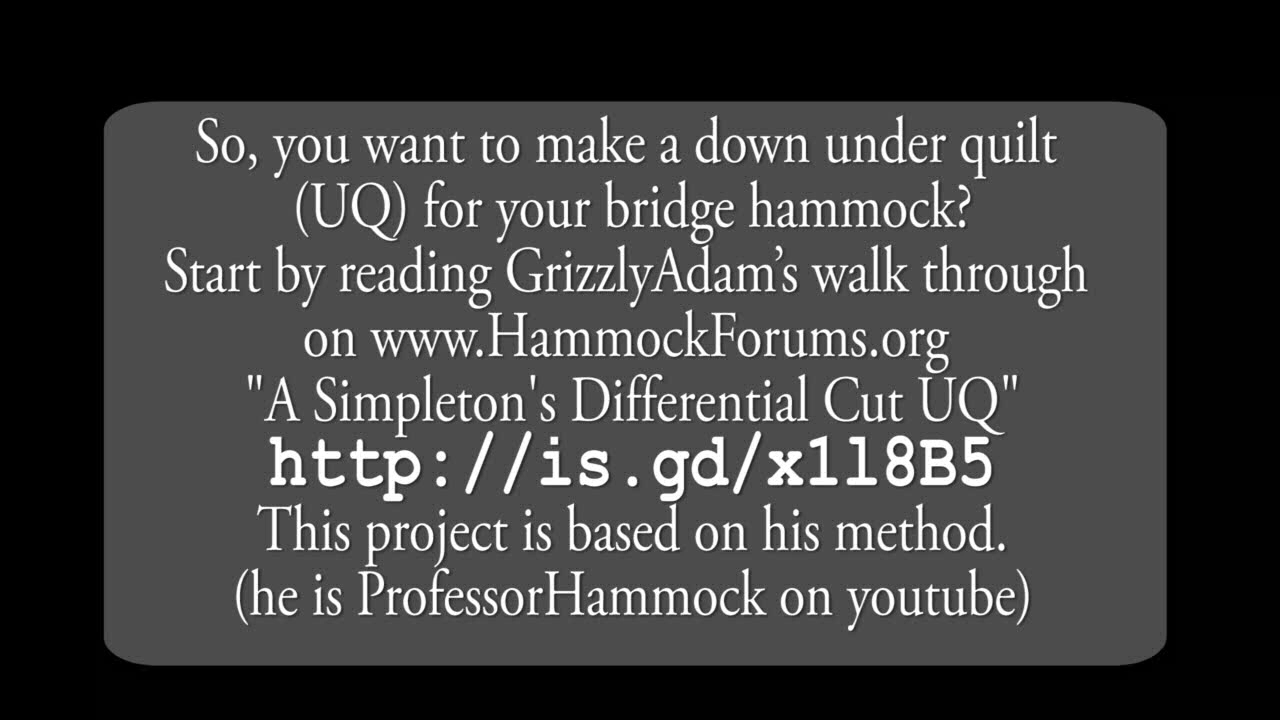 So, you want to make a down under quilt
(UQ) for your bridge hammock?
Start by reading GrizzlyAdam’s walk through
on www.HammockForums.org
"A Simpleton's Differential Cut UQ"
http://is.gd/x1l8B5
This project is based on his method.
(he is ProfessorHammock on youtube)